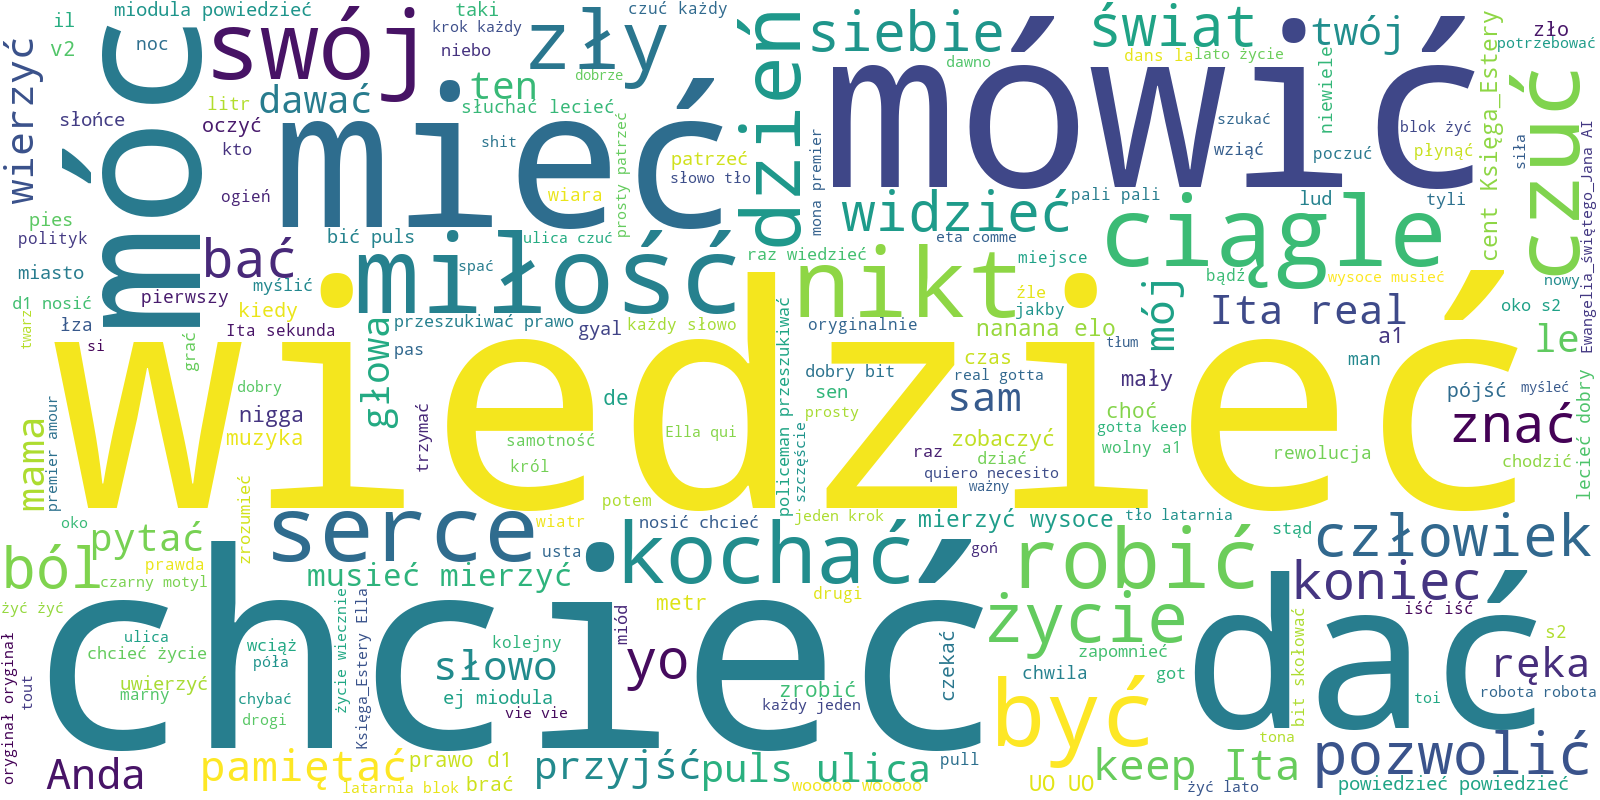 miodula powiedzieć
il
v2
noc
wierzyć
móc
swój
krok każdy
taki
niebo
czuć każdy
zły
dobrze
ten
dawać
litr
oczyć
kto
ogień
słońce
słuchać lecieć
shit
mieć
patrzeć
słowo tło
wiara
prosty patrzeć
dzień
siebie
dawno
mona premier
mówić
świat
dans la
lato życie
twój
niewiele
zło
potrzebować
szukać
wziąć
poczuć
blok żyć
płynąć
cent Księga_Estery
czuć
siła
Ewangelia_świętego_Jana AI
pies
polityk
miasto
d1 nosić
łza
si
twarz
bać
pierwszy
myślić
kiedy
Ita sekunda
grać
bić puls
miłość
spać
ulica czuć
przeszukiwać prawo
gyal
każdy słowo
pas
głowa
raz wiedzieć
nikt
widzieć
eta comme
miejsce
pali pali
źle
jakby
oryginalnie
nanana elo
tłum
lud
tyli
ciągle
bądź
wysoce musieć
nowy
mój
Ita real
oko s2
a1
le
man
wiedzieć
mama
premier amour
dobry
nigga
muzyka
trzymać
samotność
król
de
Ella qui
policeman przeszukiwać
szczęście
dobry bit
sen
prosty
czas
real gotta
sam
zobaczyć
dziać
raz
quiero necesito
ważny
mały
choć
gotta keep
wolny a1
rewolucja
pójść
myśleć
znać
chodzić
lecieć dobry
oko
pytać
prawda
czarny motyl
ból
żyć żyć
zrozumieć
serce
wiatr
usta
potem
nosić chcieć
jeden krok
mierzyć wysoce
tło latarnia
stąd
człowiek
musieć mierzyć
kochać
goń
robić
koniec
metr
drugi
życie
iść iść
ulica
chcieć życie
uwierzyć
marny
oryginał oryginał
tout
chcieć
wciąż
póła
chybać
drogi
życie wiecznie
Księga_Estery Ella
kolejny
słowo
ej miodula
vie vie
miód
yo
zrobić
każdy jeden
czekać
zapomnieć
chwila
got
być
dać
bit skołować
tona
toi
s2
ręka
robota robota
Anda
pamiętać
prawo d1
latarnia blok
brać
przyjść
puls ulica
wooooo wooooo
pull
UO UO
keep Ita
żyć lato
pozwolić
powiedzieć powiedzieć